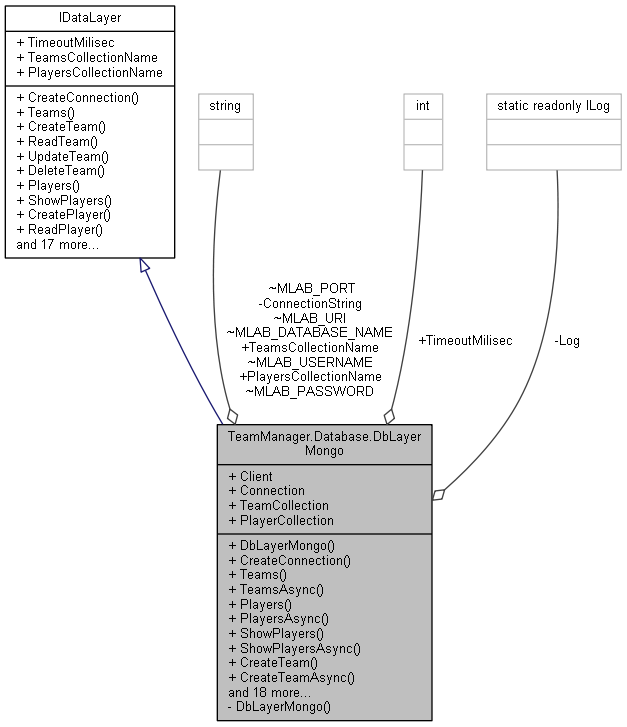 IDataLayer
+ TimeoutMilisec
+ TeamsCollectionName
+ PlayersCollectionName
+ CreateConnection()
+ Teams()
+ CreateTeam()
+ ReadTeam()
+ UpdateTeam()
+ DeleteTeam()
+ Players()
+ ShowPlayers()
+ CreatePlayer()
+ ReadPlayer()
and 17 more...
string
int
static readonly ILog
~MLAB_PORT
-ConnectionString
~MLAB_URI
~MLAB_DATABASE_NAME
+TeamsCollectionName
~MLAB_USERNAME
+PlayersCollectionName
~MLAB_PASSWORD
+TimeoutMilisec
-Log
TeamManager.Database.DbLayer
Mongo
+ Client
+ Connection
+ TeamCollection
+ PlayerCollection
+ DbLayerMongo()
+ CreateConnection()
+ Teams()
+ TeamsAsync()
+ Players()
+ PlayersAsync()
+ ShowPlayers()
+ ShowPlayersAsync()
+ CreateTeam()
+ CreateTeamAsync()
and 18 more...
- DbLayerMongo()